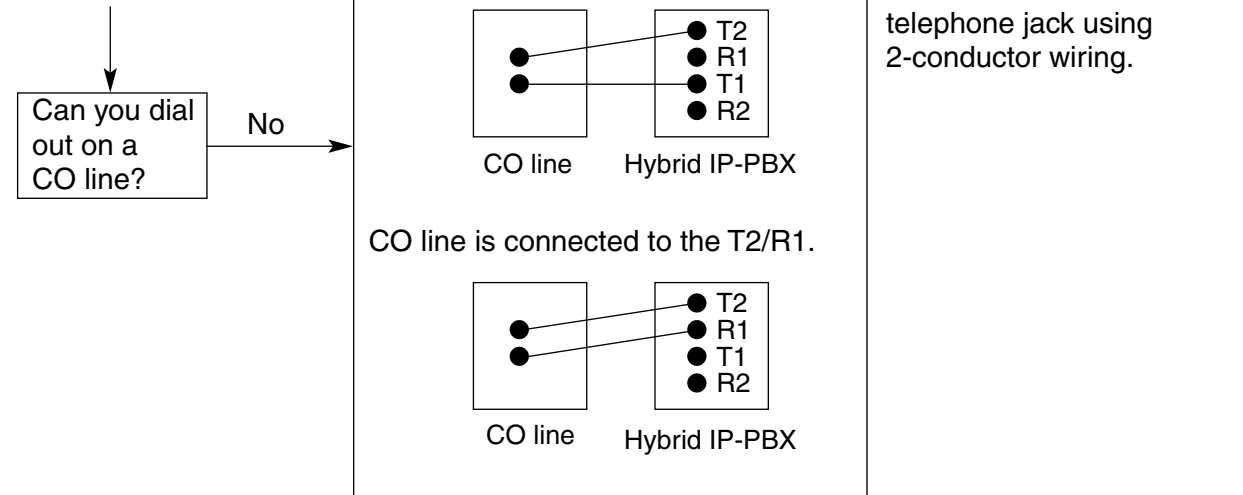 Can you dial
out on a
CO line?
No
T2
R1
T1
R2
CO line
Hybrid IP-PBX
CO line is connected to the T2/R1.
T2
R1
T1
R2
CO line
Hybrid IP-PBX
telephone jack using
2-conductor wiring.